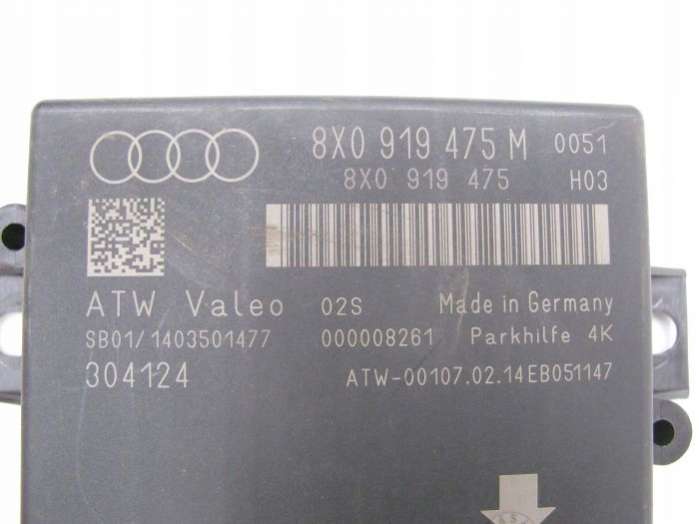 8X0 919 475 M 0051
8X0 919 475 H03
ATW Valeo 02S Made in Germany
SB01/1403501477 000008261 Parkhilfe 4K
304124 ATW-00107.02.14EB051147